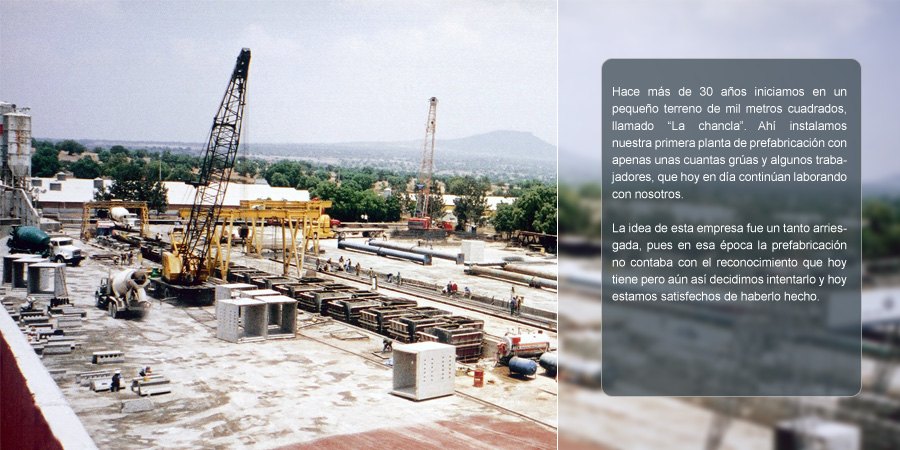 Hace más de 30 años iniciamos en un
pequeño terreno de mil metros cuadrados,
llamado “La chancla”. Ahí instalamos
nuestra primera planta de prefabricación con
apenas unas cuantas grúas y algunos traba-
jadores, que hoy en día continúan laborando
con nosotros.
La idea de esta empresa fue un tanto arries-
gada, pues en esa época la prefabricación
no contaba con el reconocimiento que hoy
tiene pero aún así decidimos intentarlo y hoy
estamos satisfechos de haberlo hecho.